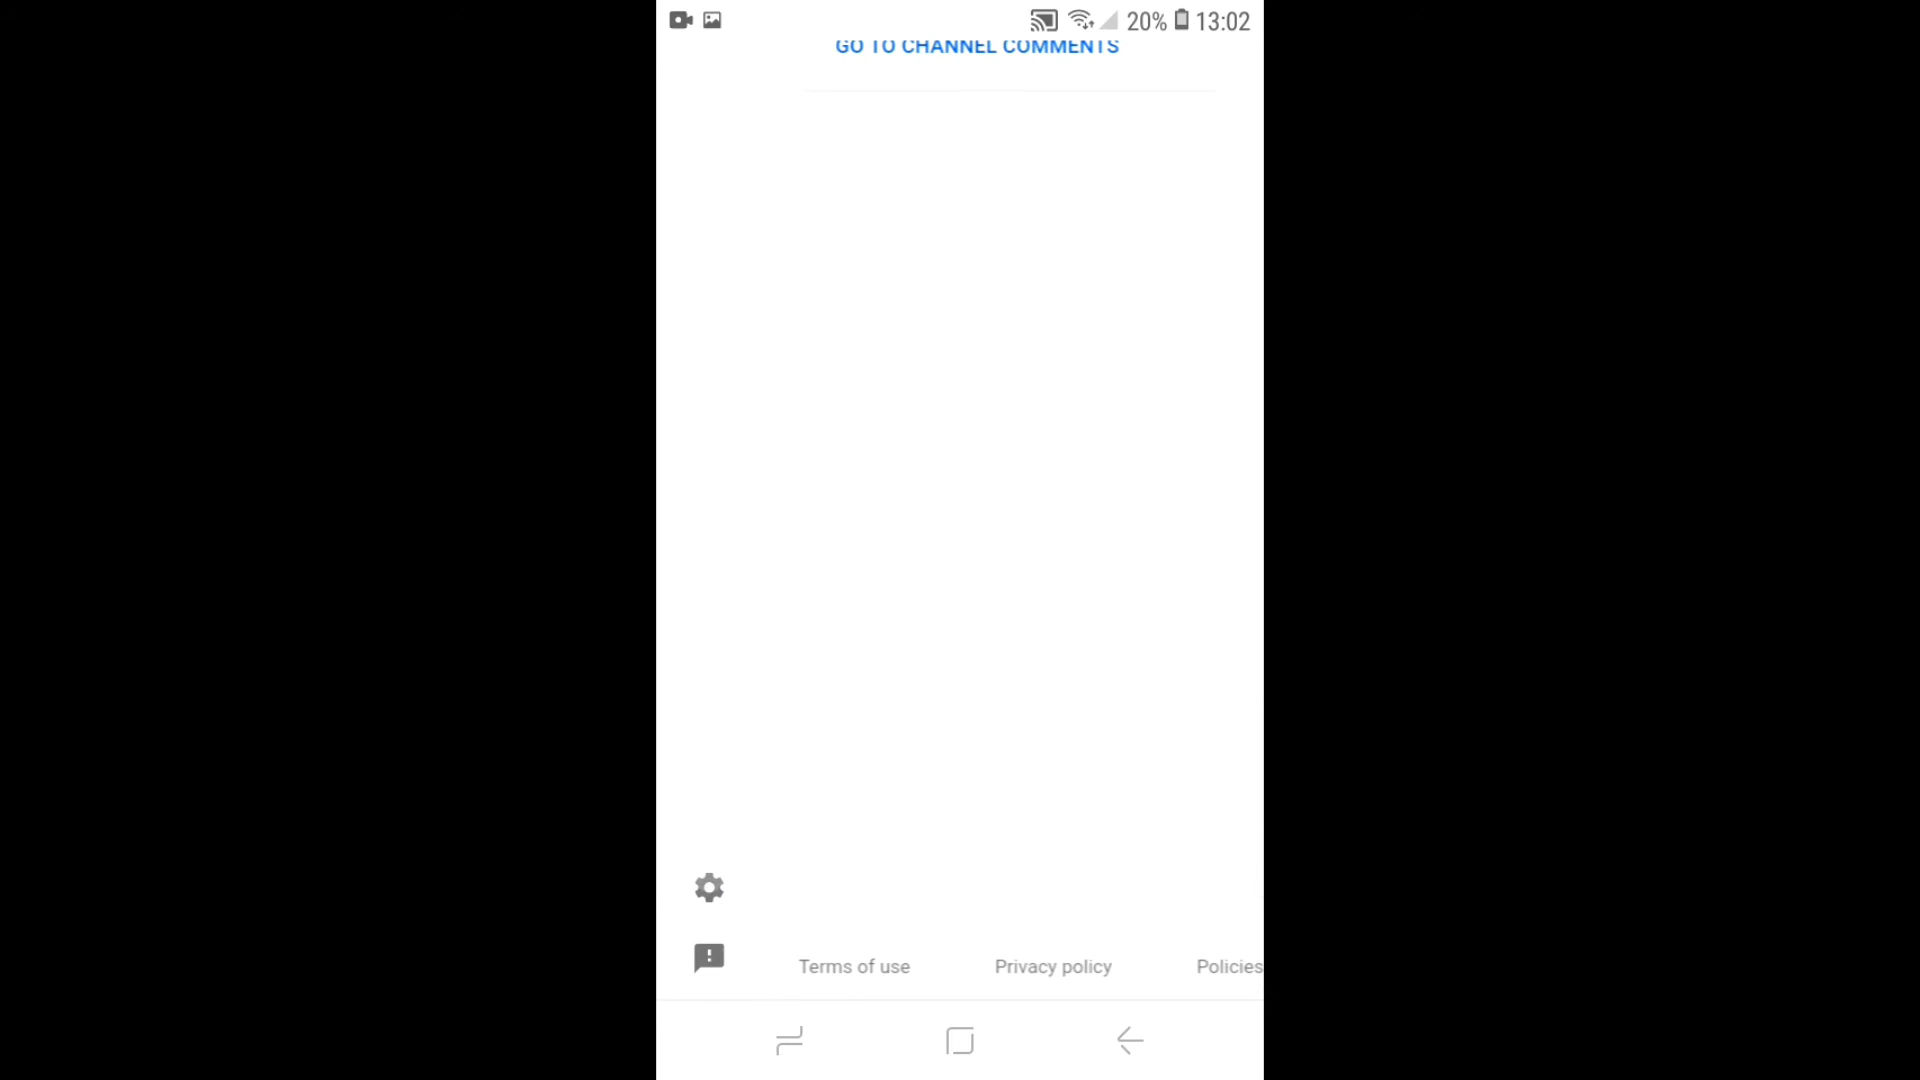 20% 13:02
GO TO CHANNEL COMMENTS
Terms of use Privacy policy Policies